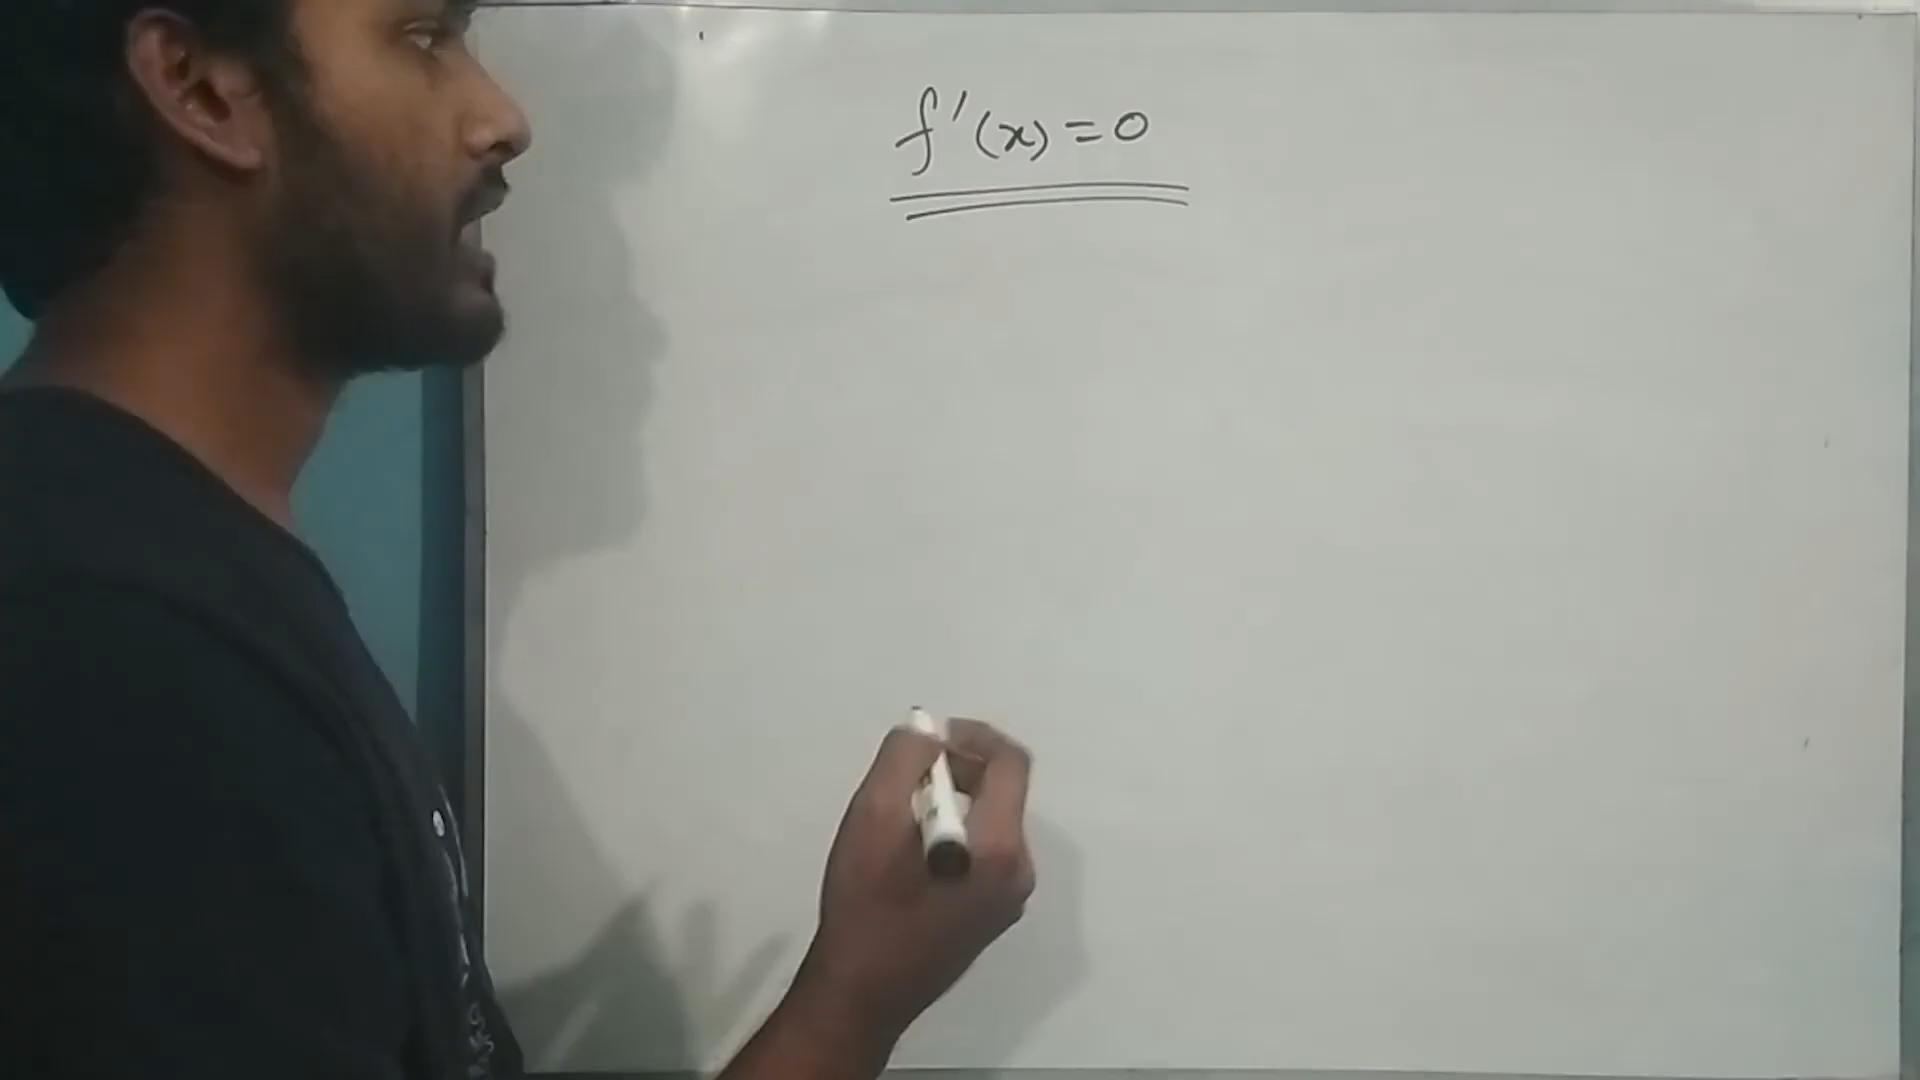 f'(x) = 0